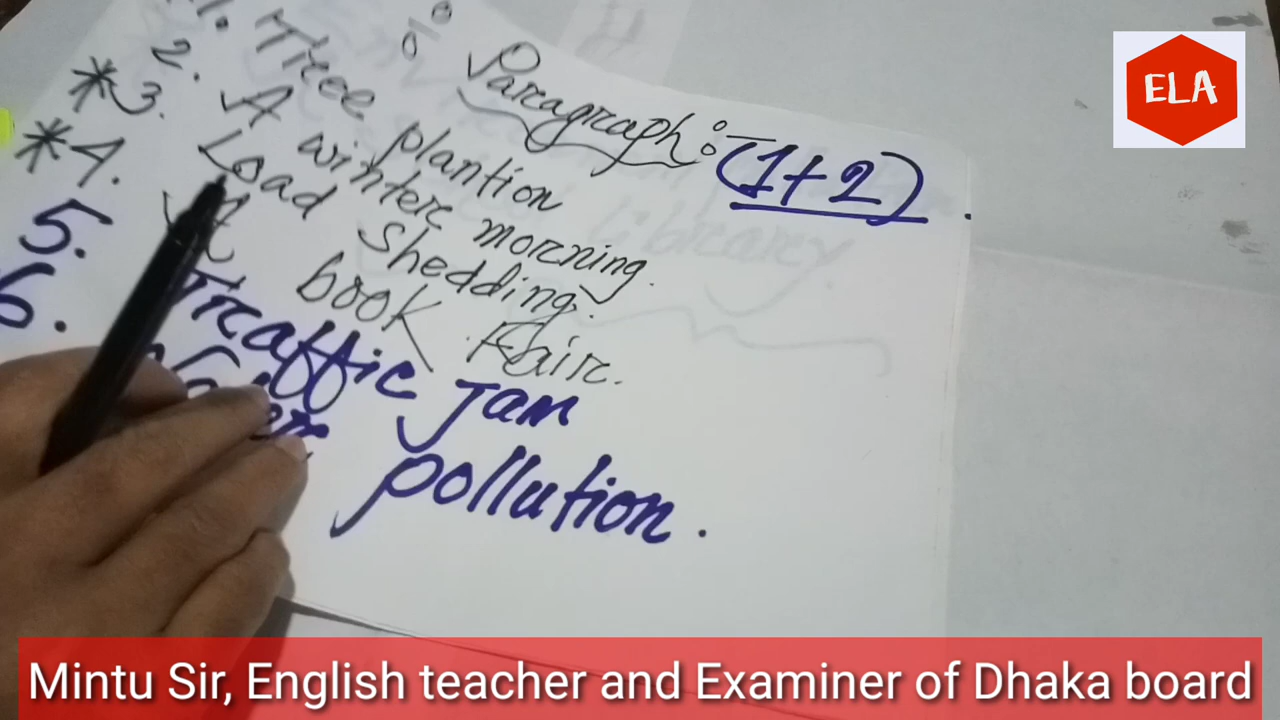 Paragraph: (1+2)
1. Tree plantion
2. A winter morning.
*3. Load Shedding.
*4. A book Fair.
5. Traffic Jam
6. pollution.
ELA
Mintu Sir, English teacher and Examiner of Dhaka board